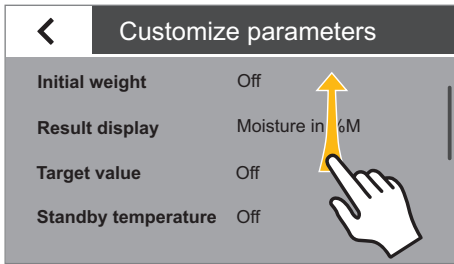 Customize parameters
Initial weight Off
Result display Moisture in %M
Target value Off
Standby temperature Off